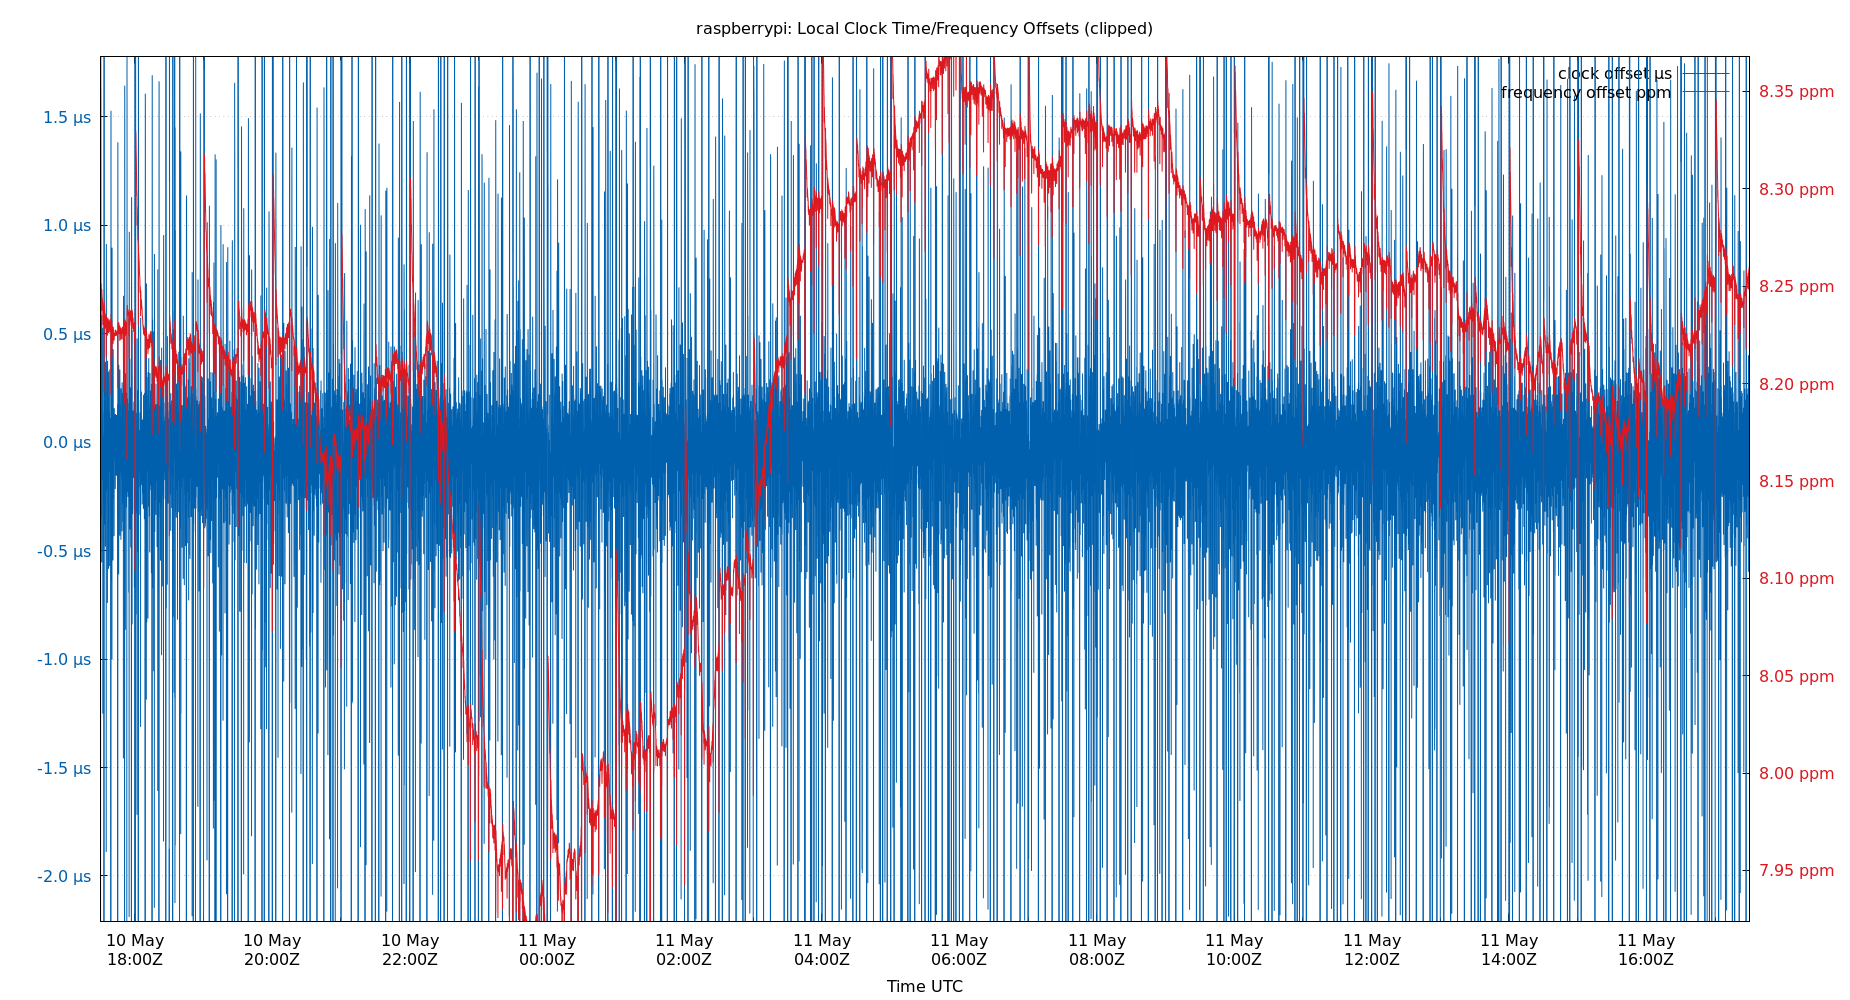 raspberrypi: Local Clock Time/Frequency Offsets (clipped)
clock offset µs
frequency offset ppm
1.5 µs
1.0 µs
0.5 µs
0.0 µs
-0.5 µs
-1.0 µs
-1.5 µs
-2.0 µs
8.35 ppm
8.30 ppm
8.25 ppm
8.20 ppm
8.15 ppm
8.10 ppm
8.05 ppm
8.00 ppm
7.95 ppm
10 May 10 May 10 May 11 May 11 May 11 May 11 May 11 May 11 May 11 May 11 May 11 May
18:00Z 20:00Z 22:00Z 00:00Z 02:00Z 04:00Z 06:00Z 08:00Z 10:00Z 12:00Z 14:00Z 16:00Z
Time UTC